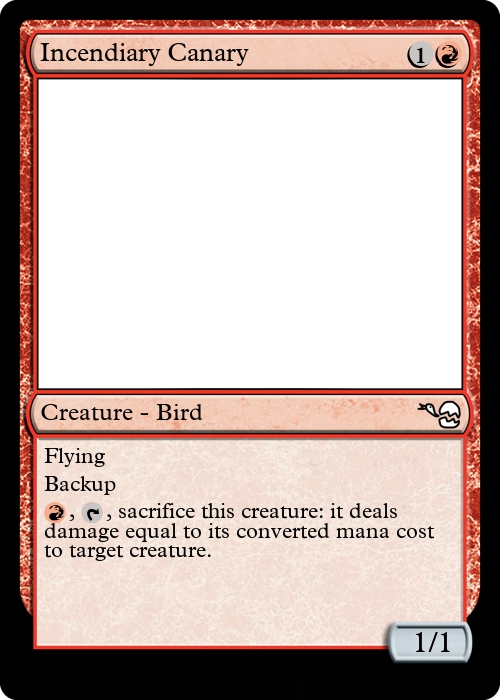 Incendiary Canary 1
Creature - Bird
Flying
Backup
, , sacrifice this creature: it deals
damage equal to its converted mana cost
to target creature.
1/1